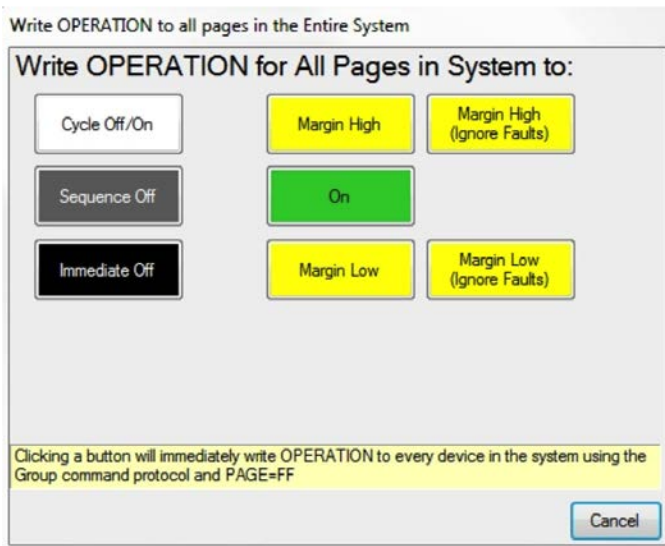 Write OPERATION to all pages in the Entire System
Write OPERATION for All Pages in System to:
Cycle Off/On
Margin High
Margin High
(Ignore Faults)
Sequence Off
On
Immediate Off
Margin Low
Margin Low
(Ignore Faults)
Clicking a button will immediately write OPERATION to every device in the system using the
Group command protocol and PAGE=FF
Cancel